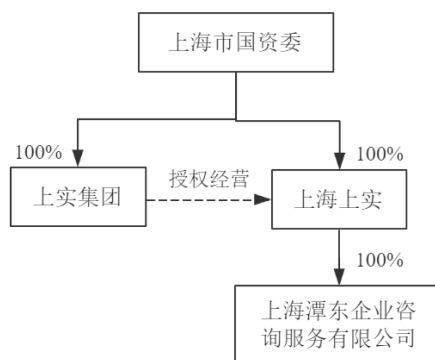 上海市国资委
100%
100%
上实集团
授权经营
上海上实
100%
上海潭东企业咨
询服务有限公司